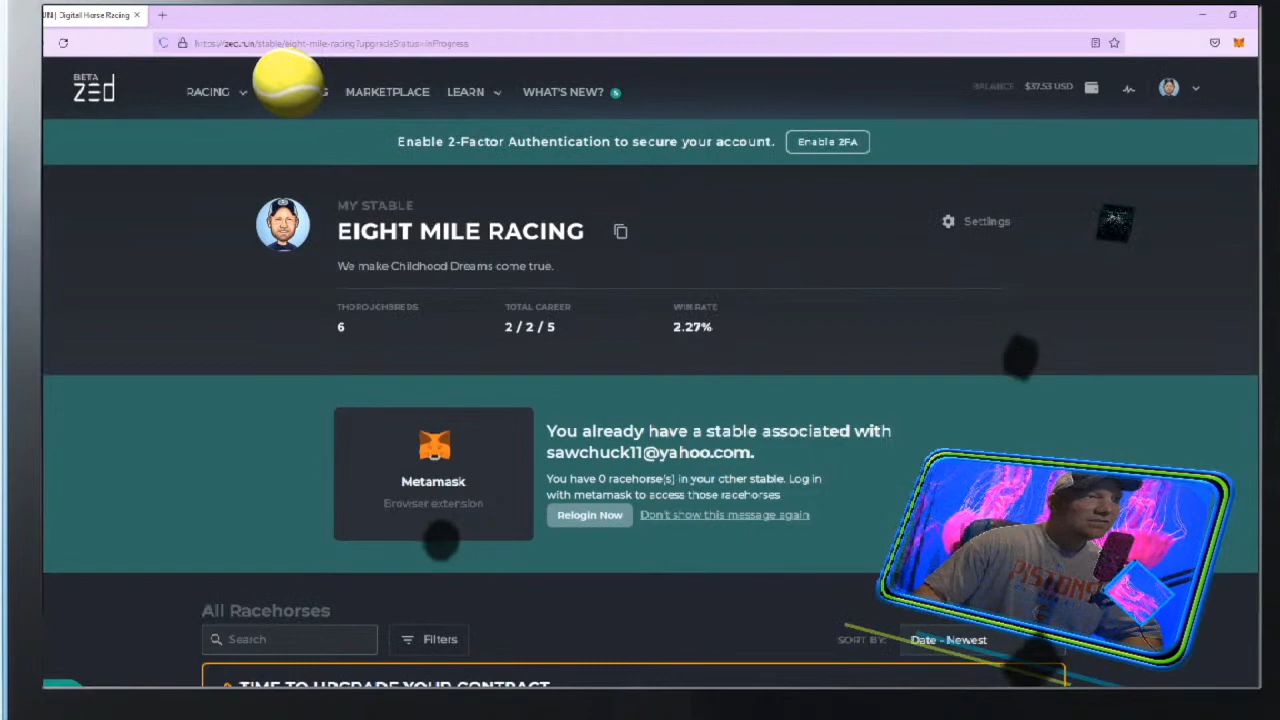 | Digital Horse Racing
https://zed.run/stable/eight-mile-racing?upgradeStatus=inProgress
BETA
zed
RACING
G
MARKETPLACE
LEARN
WHAT'S NEW?
BALANCE
$37.53 USD
Enable 2-Factor Authentication to secure your account.
Enable 2FA
MY STABLE
EIGHT MILE RACING
Settings
We make Childhood Dreams come true.
THOROUGHBREDS
TOTAL CAREER
WIN RATE
6
2 / 2 / 5
2.27%
Metamask
Browser extension
You already have a stable associated with
sawchuck11@yahoo.com.
You have 0 racehorse(s) in your other stable. Log in
with metamask to access those racehorses
Relogin Now
Don't show this message again
PISTONS
All Racehorses
Search
Filters
SORT BY:
Date - Newest
TIME TO UPGRADE YOUR CONTRACT